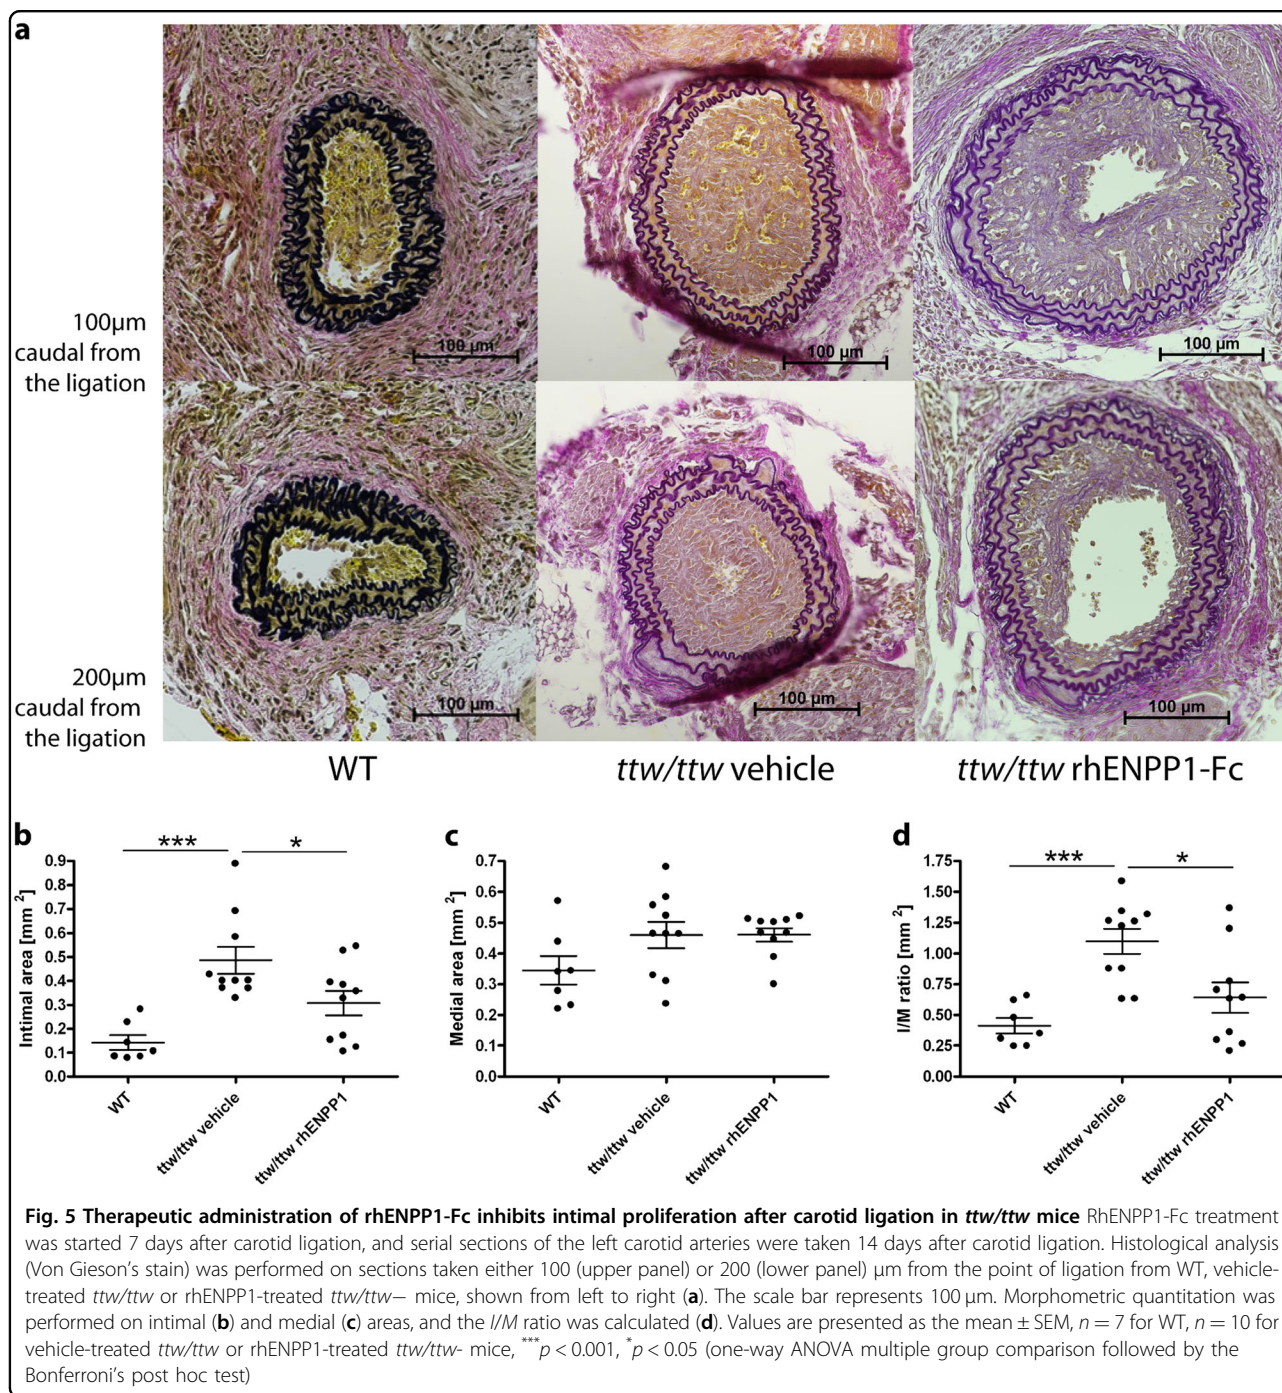 a
100µm
caudal from
the ligation
100 µm
100 µm
100 µm
200µm
caudal from
the ligation
100 µm
100 µm
100 µm
WT
ttw/ttw vehicle
ttw/ttw rhENPP1-Fc
b
Intimal area [mm ²]
0.9
0.8
0.7
0.6
0.5
0.4
0.3
0.2
0.1
0.0
***
*
WT
ttw/ttw vehicle
ttw/ttw rhENPP1
c
Medial area [mm ²]
0.7
0.6
0.5
0.4
0.3
0.2
0.1
0.0
WT
ttw/ttw vehicle
ttw/ttw rhENPP1
d
I/M ratio [mm ²]
1.75
1.50
1.25
1.00
0.75
0.50
0.25
0.00
***
*
WT
ttw/ttw vehicle
ttw/ttw rhENPP1
Fig. 5 Therapeutic administration of rhENPP1-Fc inhibits intimal proliferation after carotid ligation in ttw/ttw mice RhENPP1-Fc treatment
was started 7 days after carotid ligation, and serial sections of the left carotid arteries were taken 14 days after carotid ligation. Histological analysis
(Von Gieson's stain) was performed on sections taken either 100 (upper panel) or 200 (lower panel) µm from the point of ligation from WT, vehicle-
treated ttw/ttw or rhENPP1-treated ttw/ttw− mice, shown from left to right (a). The scale bar represents 100 µm. Morphometric quantitation was
performed on intimal (b) and medial (c) areas, and the I/M ratio was calculated (d). Values are presented as the mean ± SEM, n = 7 for WT, n = 10 for
vehicle-treated ttw/ttw or rhENPP1-treated ttw/ttw- mice, ***p < 0.001, *p < 0.05 (one-way ANOVA multiple group comparison followed by the
Bonferroni's post hoc test)